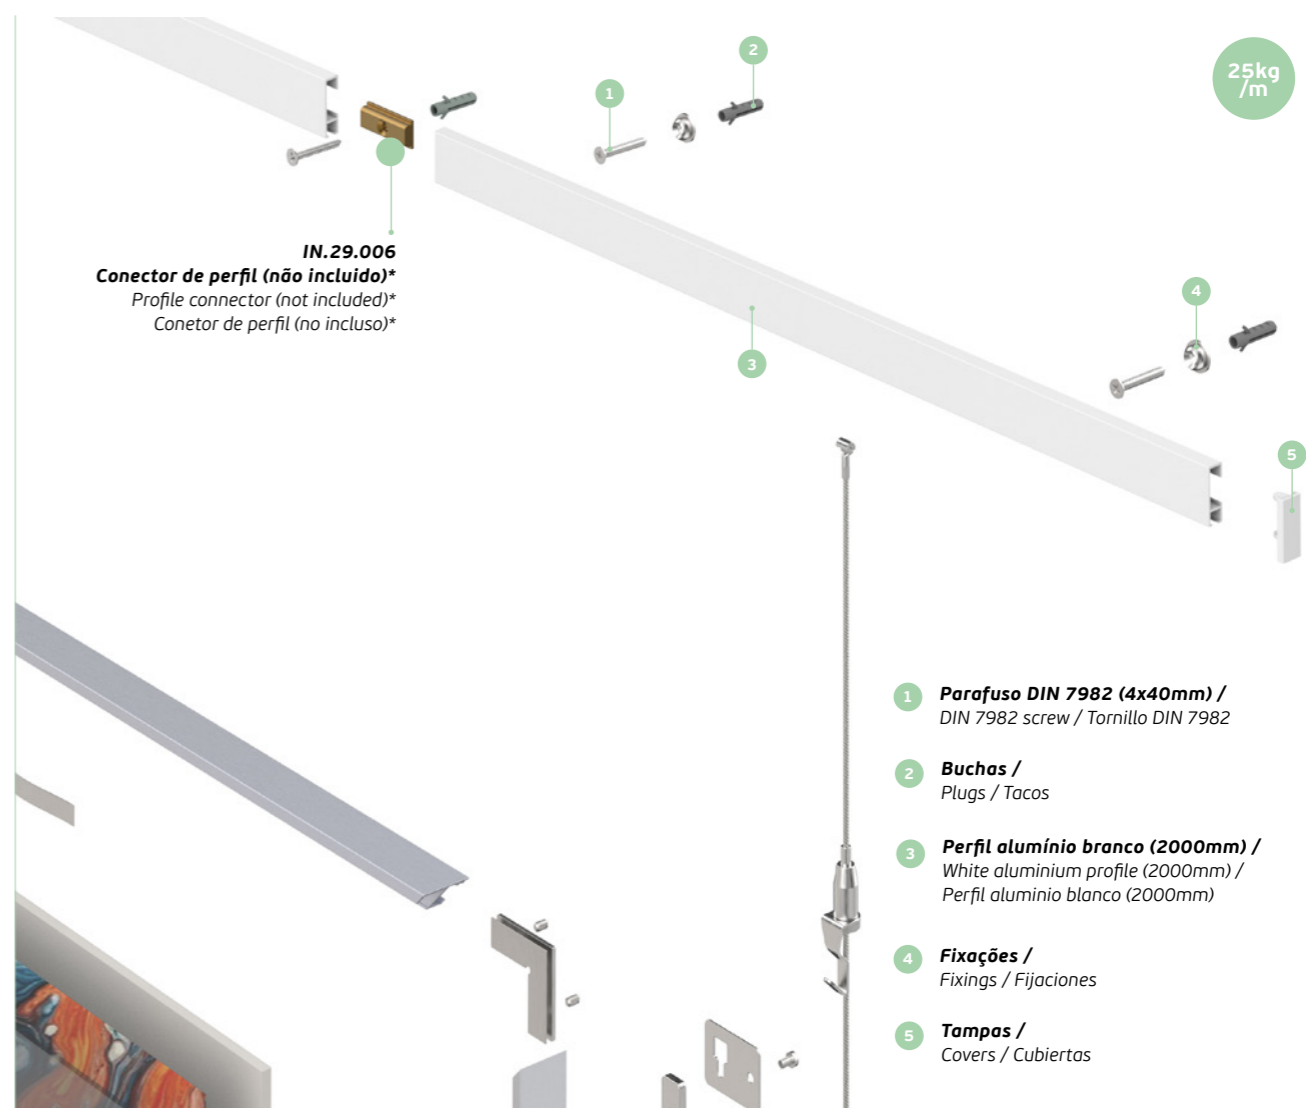 2
25kg
/m
1
IN.29.006
Conector de perfil (não incluido)*
Profile connector (not included)*
Conetor de perfil (no incluso)*
4
3
5
1 Parafuso DIN 7982 (4x40mm) /
DIN 7982 screw / Tornillo DIN 7982
2 Buchas /
Plugs / Tacos
3 Perfil alumínio branco (2000mm) /
White aluminium profile (2000mm) /
Perfil aluminio blanco (2000mm)
4 Fixações /
Fixings / Fijaciones
5 Tampas /
Covers / Cubiertas